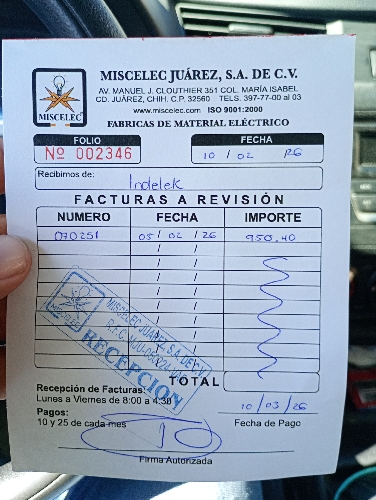 MISCELEC JUÁREZ, S.A. DE C.V.
AV. MANUEL J. CLOUTHIER 351 COL. MARÍA ISABEL
CD. JUÁREZ, CHIH. C.P. 32560 TELS. 397-77-00 al 03
www.miscelec.com ISO 9001:2000
MISCELEC
FABRICAS DE MATERIAL ELÉCTRICO
FOLIO
Nº 002346
FECHA
10 / 02 / 26
Recibimos de:
Indelek
FACTURAS A REVISIÓN
NUMERO FECHA IMPORTE
070251 05 / 02 / 26 950.40
MISCELEC
MISCELEC JUAREZ S.A. DE C.V.
RECEPCION
TOTAL
Recepción de Facturas:
Lunes a Viernes de 8:00 a 4:30
Pagos:
10 y 25 de cada mes
10/03/26
Fecha de Pago
Firma Autorizada